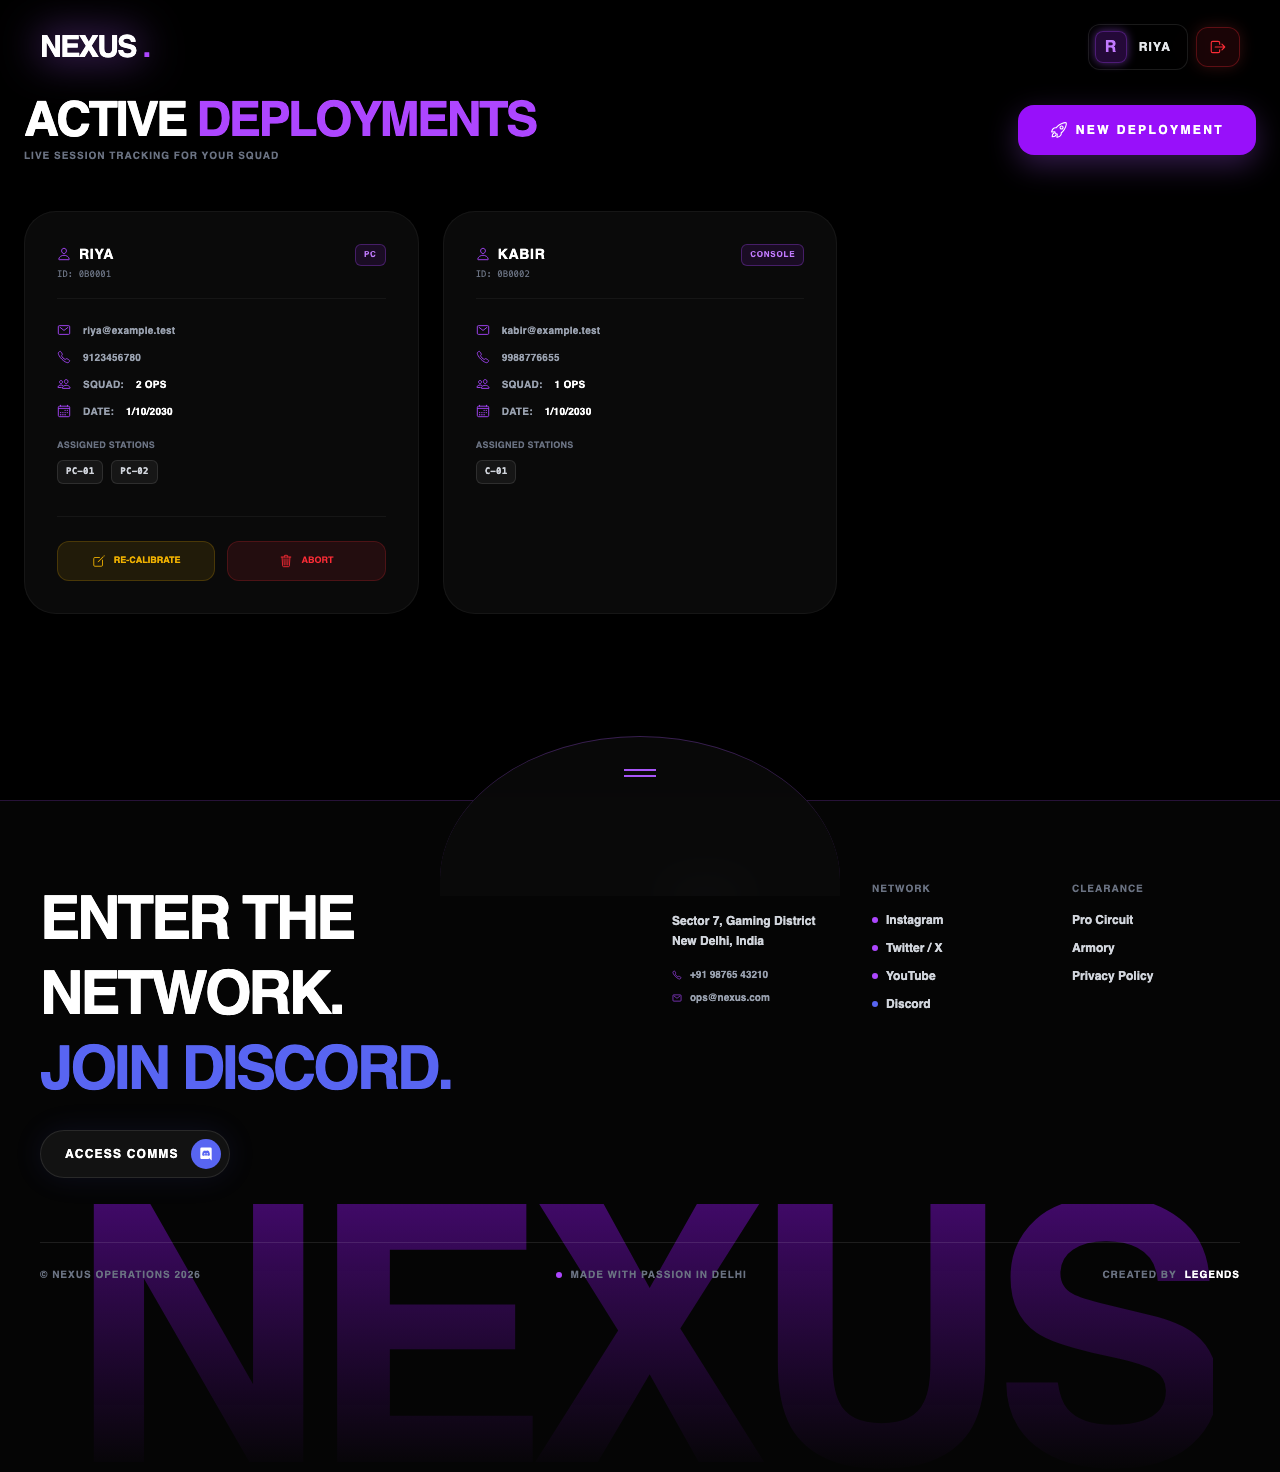 NEXUS .
R RIYA
ACTIVE DEPLOYMENTS
LIVE SESSION TRACKING FOR YOUR SQUAD
NEW DEPLOYMENT
RIYA
PC
ID: 0B0001
riya@example.test
9123456780
SQUAD: 2 OPS
DATE: 1/10/2030
ASSIGNED STATIONS
PC-01 PC-02
RE-CALIBRATE
ABORT
KABIR
CONSOLE
ID: 0B0002
kabir@example.test
9988776655
SQUAD: 1 OPS
DATE: 1/10/2030
ASSIGNED STATIONS
C-01
ENTER THE
NETWORK.
JOIN DISCORD.
ACCESS COMMS
Sector 7, Gaming District
New Delhi, India
+91 98765 43210
ops@nexus.com
NETWORK
Instagram
Twitter / X
YouTube
Discord
CLEARANCE
Pro Circuit
Armory
Privacy Policy
NEXUS
© NEXUS OPERATIONS 2026
MADE WITH PASSION IN DELHI
CREATED BY LEGENDS